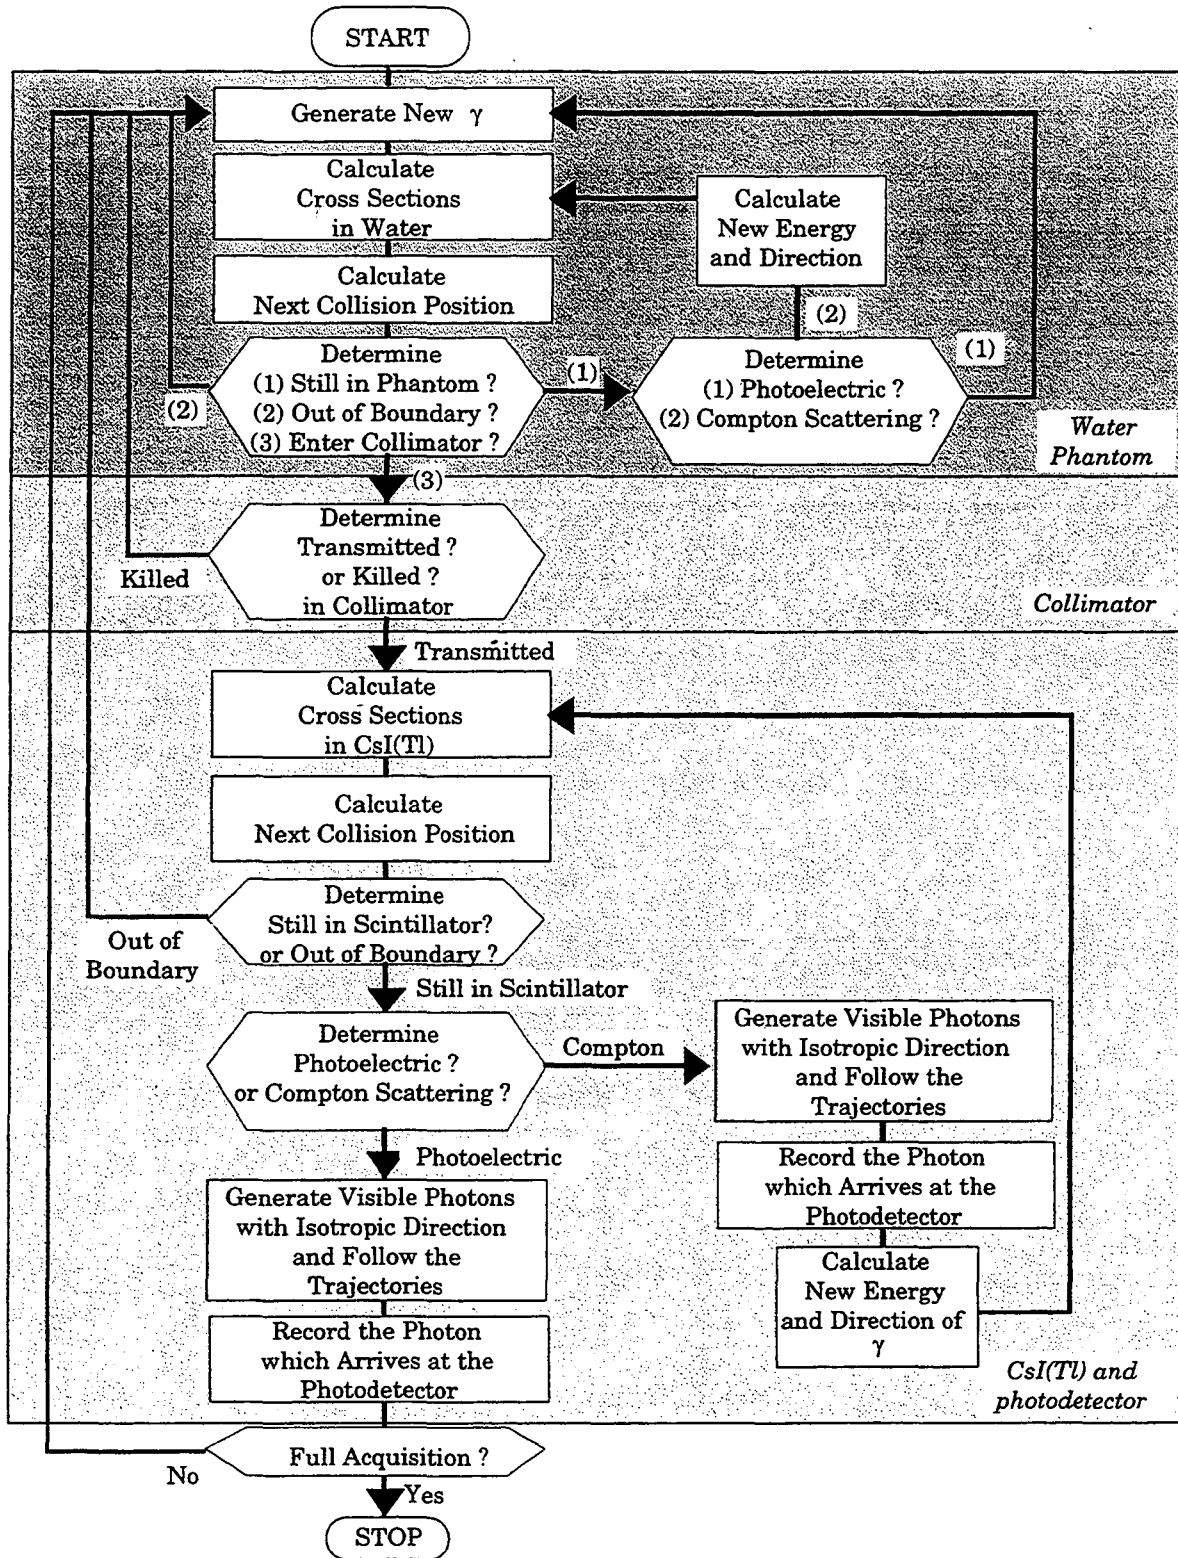 START
Generate New γ
Calculate
Cross Sections
in Water
Calculate
New Energy
and Direction
Calculate
Next Collision Position
(2)
Determine
(1) Still in Phantom ?
(2) Out of Boundary ?
(3) Enter Collimator ?
(2)
(1)
Determine
(1) Photoelectric ?
(2) Compton Scattering ?
(1)
Water
Phantom
(3)
Determine
Transmitted ?
or Killed ?
in Collimator
Killed
Collimator
Transmitted
Calculate
Cross Sections
in CsI(Tl)
Calculate
Next Collision Position
Determine
Still in Scintillator?
or Out of Boundary ?
Out of
Boundary
Still in Scintillator
Determine
Photoelectric ?
or Compton Scattering ?
Compton
Generate Visible Photons
with Isotropic Direction
and Follow the
Trajectories
Record the Photon
which Arrives at the
Photodetector
Calculate
New Energy
and Direction of
γ
Photoelectric
Generate Visible Photons
with Isotropic Direction
and Follow the
Trajectories
Record the Photon
which Arrives at the
Photodetector
CsI(Tl) and
photodetector
Full Acquisition ?
No
Yes
STOP